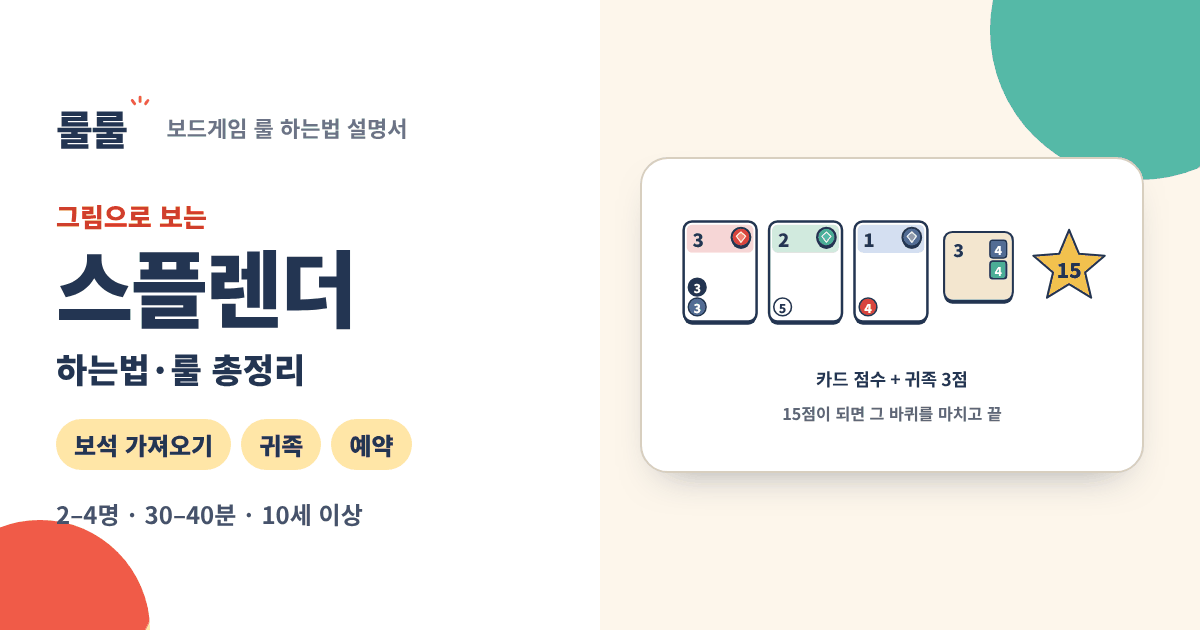 룰룰
보드게임 룰 하는법 설명서
그림으로 보는
스플렌더
하는법·룰 총정리
보석 가져오기 귀족 예약
2–4명 · 30–40분 · 10세 이상
3 2 1 3 4 4 15
3 3 5 4
카드 점수 + 귀족 3점
15점이 되면 그 바퀴를 마치고 끝